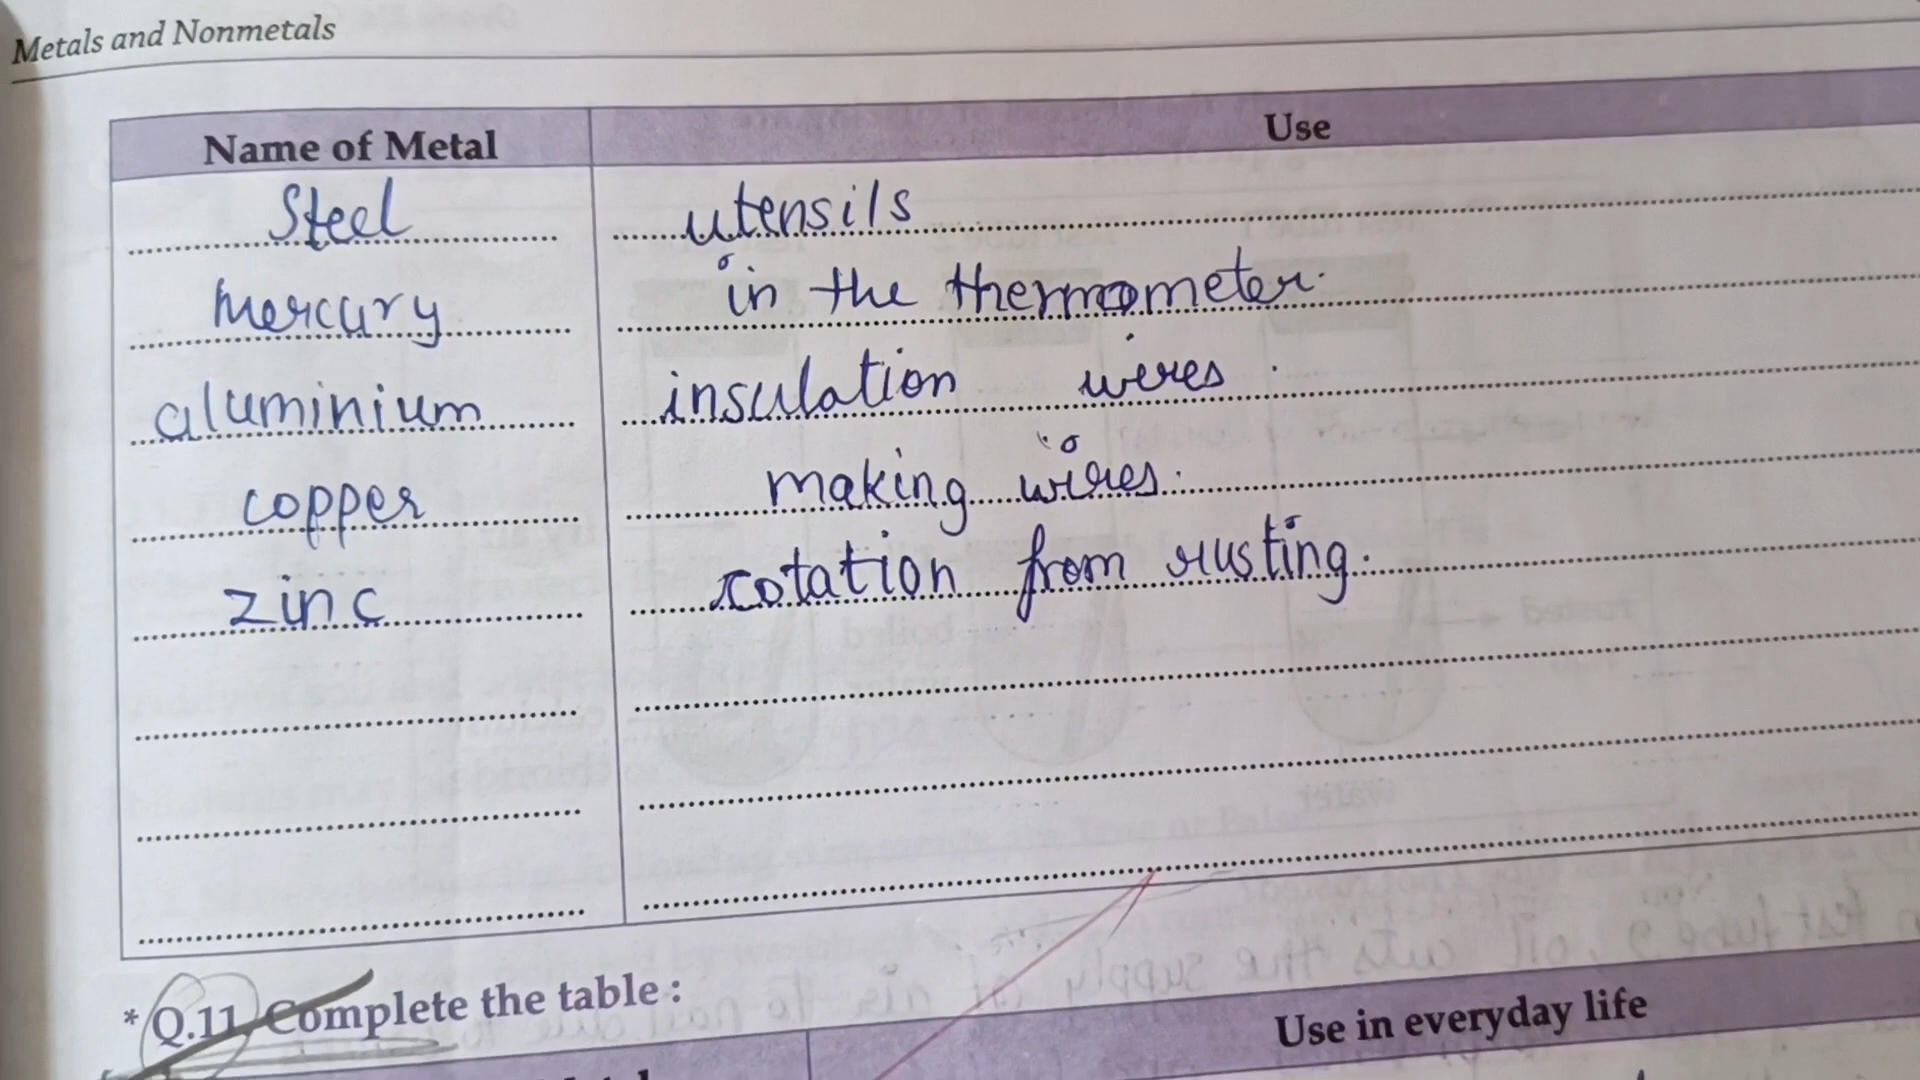 Metals and Nonmetals
Name of Metal Use
Steel utensils
mercury in the thermometer.
aluminium insulation weres.
copper making wires.
zinc cotation from rusting.
* Q.11 Complete the table :
Use in everyday life